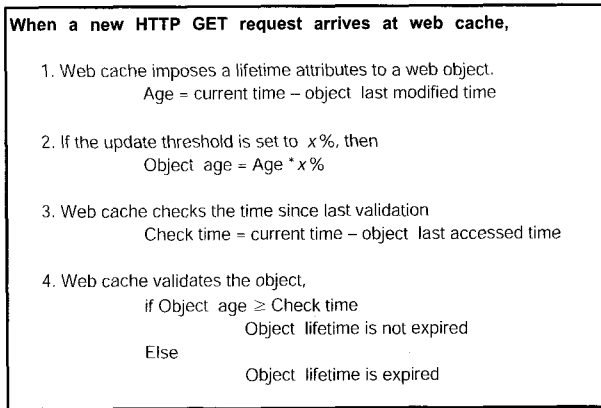 When a new HTTP GET request arrives at web cache,
1. Web cache imposes a lifetime attributes to a web object.
Age = current time – object last modified time
2. If the update threshold is set to x%, then
Object age = Age * x%
3. Web cache checks the time since last validation
Check time = current time – object last accessed time
4. Web cache validates the object,
if Object age ≥ Check time
Object lifetime is not expired
Else
Object lifetime is expired